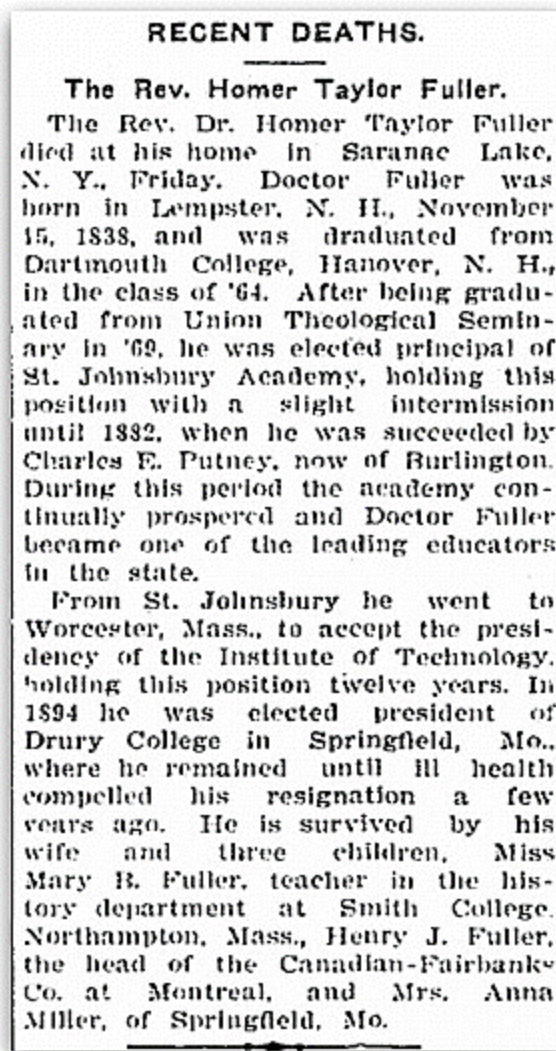 RECENT DEATHS.
The Rev. Homer Taylor Fuller.
The Rev. Dr. Homer Taylor Fuller
died at his home in Saranac Lake,
N. Y., Friday. Doctor Fuller was
born in Lempster, N. H., November
15, 1838, and was draduated from
Dartmouth College, Hanover, N. H.,
in the class of '64. After being gradu-
ated from Union Theological Semin-
ary in '69, he was elected principal of
St. Johnsbury Academy, holding this
position with a slight intermission
until 1882, when he was succeeded by
Charles E. Putney, now of Burlington.
During this period the academy con-
tinually prospered and Doctor Fuller
became one of the leading educators
in the state.
From St. Johnsbury he went to
Worcester, Mass., to accept the presi-
dency of the Institute of Technology,
holding this position twelve years. In
1894 he was elected president of
Drury College in Springfield, Mo.,
where he remained until ill health
compelled his resignation a few
years ago. He is survived by his
wife and three children, Miss
Mary B. Fuller, teacher in the his-
tory department at Smith College,
Northampton, Mass., Henry J. Fuller,
the head of the Canadian-Fairbanks
Co. at Montreal, and Mrs. Anna
Miller, of Springfield, Mo.